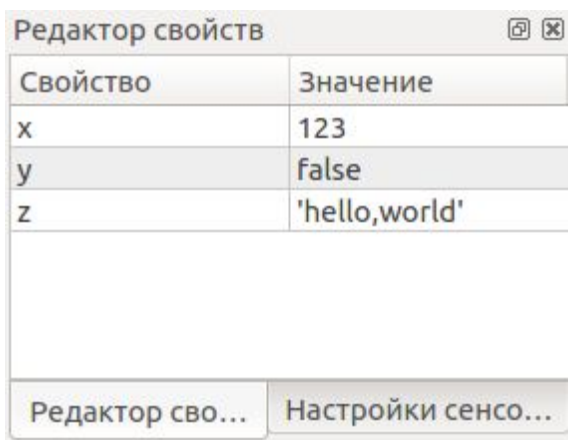 Редактор свойств
Свойство Значение
x 123
y false
z 'hello,world'
Редактор сво... Настройки сенсо...